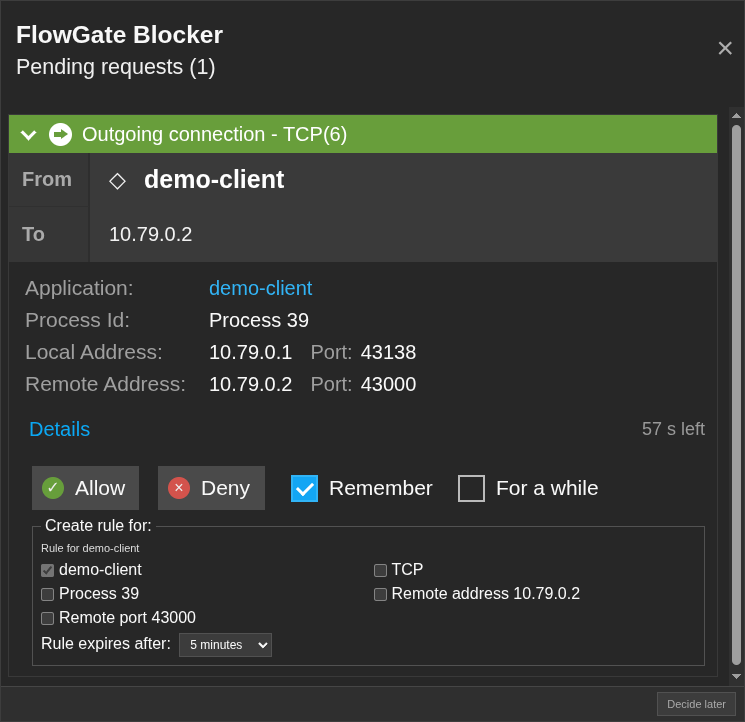 FlowGate Blocker
Pending requests (1)
Outgoing connection - TCP(6)
From demo-client
To 10.79.0.2
Application: demo-client
Process Id: Process 39
Local Address: 10.79.0.1 Port: 43138
Remote Address: 10.79.0.2 Port: 43000
Details 57 s left
Allow Deny Remember For a while
Create rule for:
Rule for demo-client
demo-client TCP
Process 39 Remote address 10.79.0.2
Remote port 43000
Rule expires after: 5 minutes
Decide later